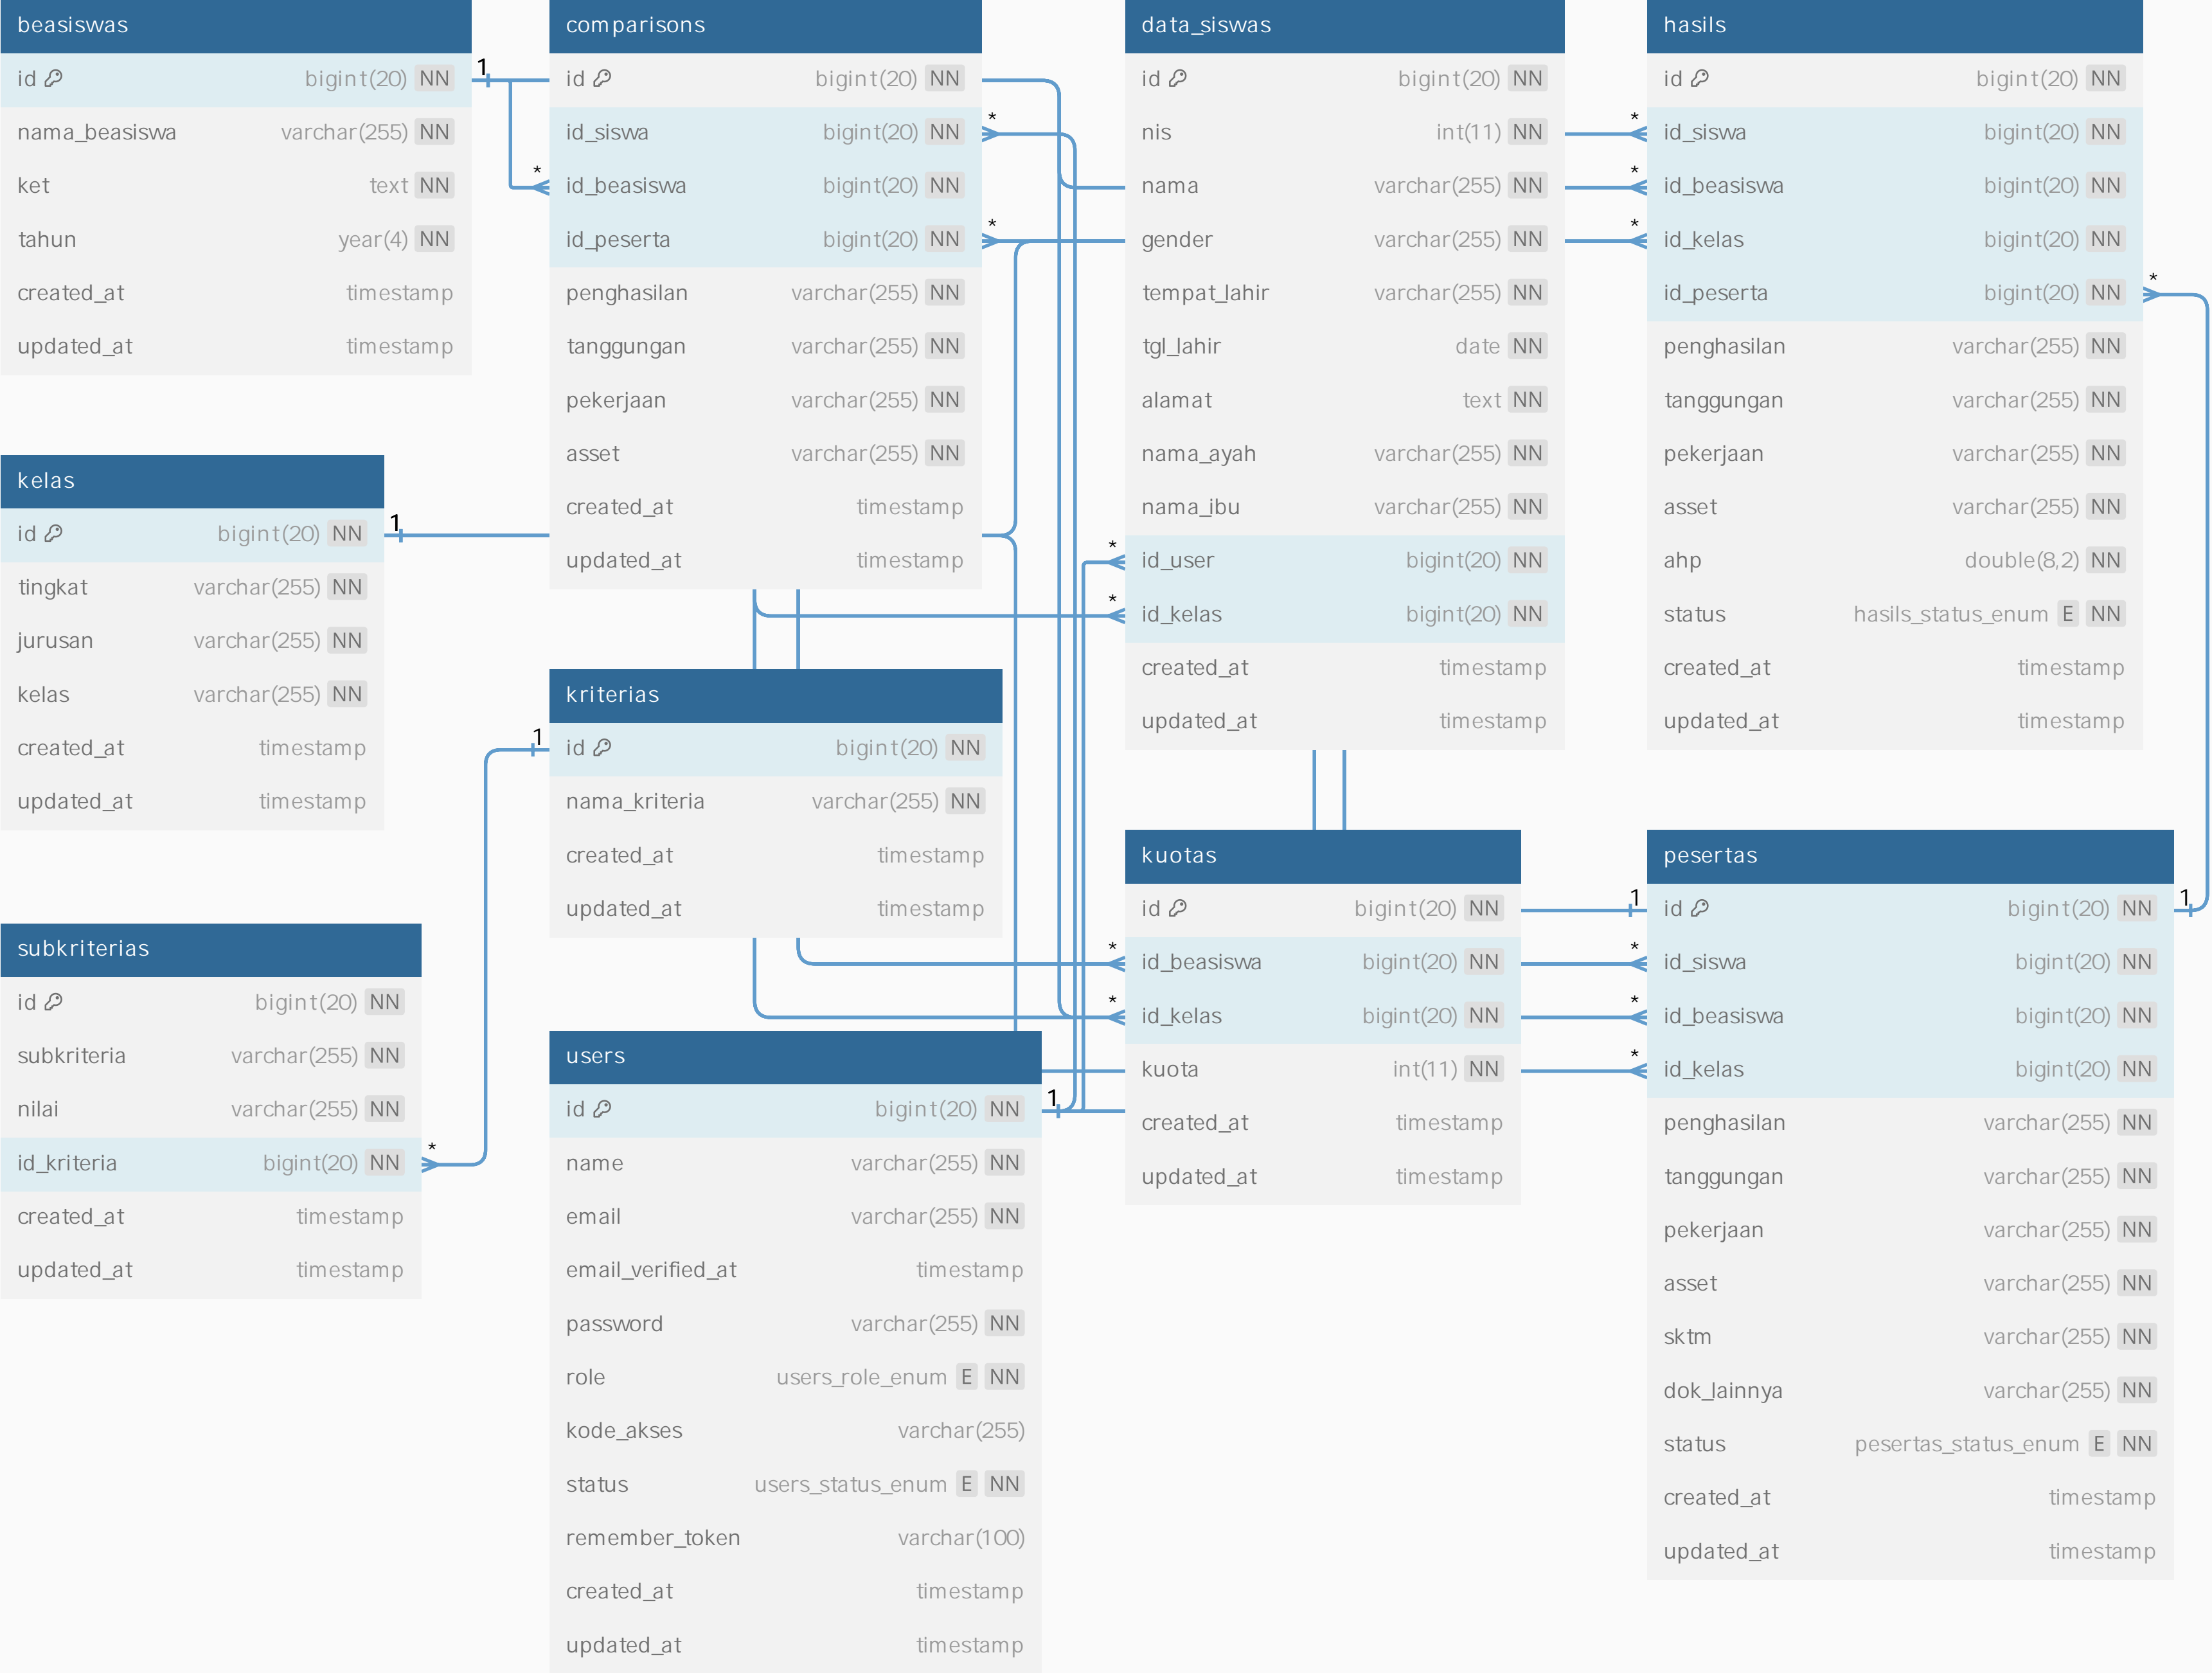 beasiswas
id bigint(20) NN
nama_beasiswa varchar(255) NN
ket text NN
tahun year(4) NN
created_at timestamp
updated_at timestamp
1
*
comparisons
id bigint(20) NN
id_siswa bigint(20) NN
id_beasiswa bigint(20) NN
id_peserta bigint(20) NN
penghasilan varchar(255) NN
tanggungan varchar(255) NN
pekerjaan varchar(255) NN
asset varchar(255) NN
created_at timestamp
updated_at timestamp
*
*
data_siswas
id bigint(20) NN
nis int(11) NN
nama varchar(255) NN
gender varchar(255) NN
tempat_lahir varchar(255) NN
tgl_lahir date NN
alamat text NN
nama_ayah varchar(255) NN
nama_ibu varchar(255) NN
id_user bigint(20) NN
id_kelas bigint(20) NN
created_at timestamp
updated_at timestamp
*
*
hasils
id bigint(20) NN
id_siswa bigint(20) NN
id_beasiswa bigint(20) NN
id_kelas bigint(20) NN
id_peserta bigint(20) NN
penghasilan varchar(255) NN
tanggungan varchar(255) NN
pekerjaan varchar(255) NN
asset varchar(255) NN
ahp double(8,2) NN
status hasils_status_enum E NN
created_at timestamp
updated_at timestamp
*
*
*
*
kelas
id bigint(20) NN
tingkat varchar(255) NN
jurusan varchar(255) NN
kelas varchar(255) NN
created_at timestamp
updated_at timestamp
1
kriterias
id bigint(20) NN
nama_kriteria varchar(255) NN
created_at timestamp
updated_at timestamp
1
kuotas
id bigint(20) NN
id_beasiswa bigint(20) NN
id_kelas bigint(20) NN
kuota int(11) NN
created_at timestamp
updated_at timestamp
*
*
pesertas
id bigint(20) NN
id_siswa bigint(20) NN
id_beasiswa bigint(20) NN
id_kelas bigint(20) NN
penghasilan varchar(255) NN
tanggungan varchar(255) NN
pekerjaan varchar(255) NN
asset varchar(255) NN
sktm varchar(255) NN
dok_lainnya varchar(255) NN
status pesertas_status_enum E NN
created_at timestamp
updated_at timestamp
1
*
*
*
1
subkriterias
id bigint(20) NN
subkriteria varchar(255) NN
nilai varchar(255) NN
id_kriteria bigint(20) NN
created_at timestamp
updated_at timestamp
*
users
id bigint(20) NN
name varchar(255) NN
email varchar(255) NN
email_verified_at timestamp
password varchar(255) NN
role users_role_enum E NN
kode_akses varchar(255)
status users_status_enum E NN
remember_token varchar(100)
created_at timestamp
updated_at timestamp
1